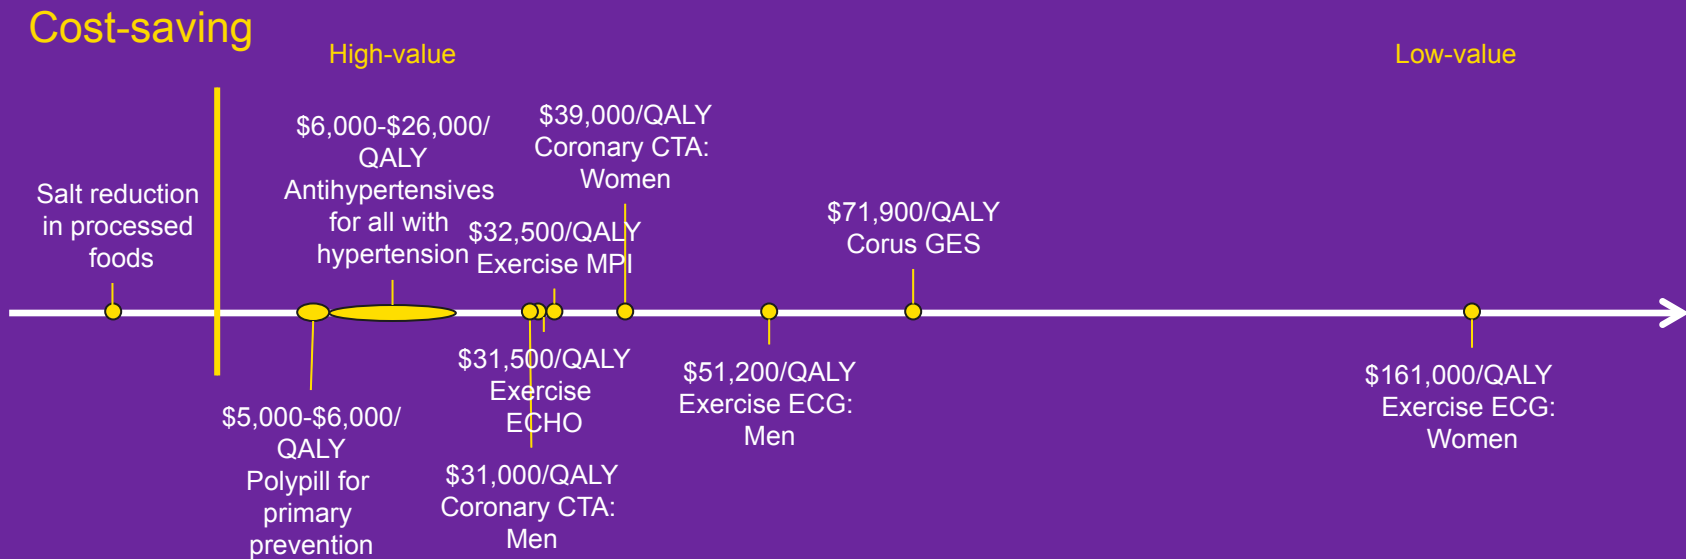 Cost-saving
High-value
Low-value
Salt reduction
in processed
foods
$6,000-$26,000/
QALY
Antihypertensives
for all with
hypertension
$39,000/QALY
Coronary CTA:
Women
$32,500/QALY
Exercise MPI
$71,900/QALY
Corus GES
$5,000-$6,000/
QALY
Polypill for
primary
prevention
$31,500/QALY
Exercise
ECHO
$31,000/QALY
Coronary CTA:
Men
$51,200/QALY
Exercise ECG:
Men
$161,000/QALY
Exercise ECG:
Women